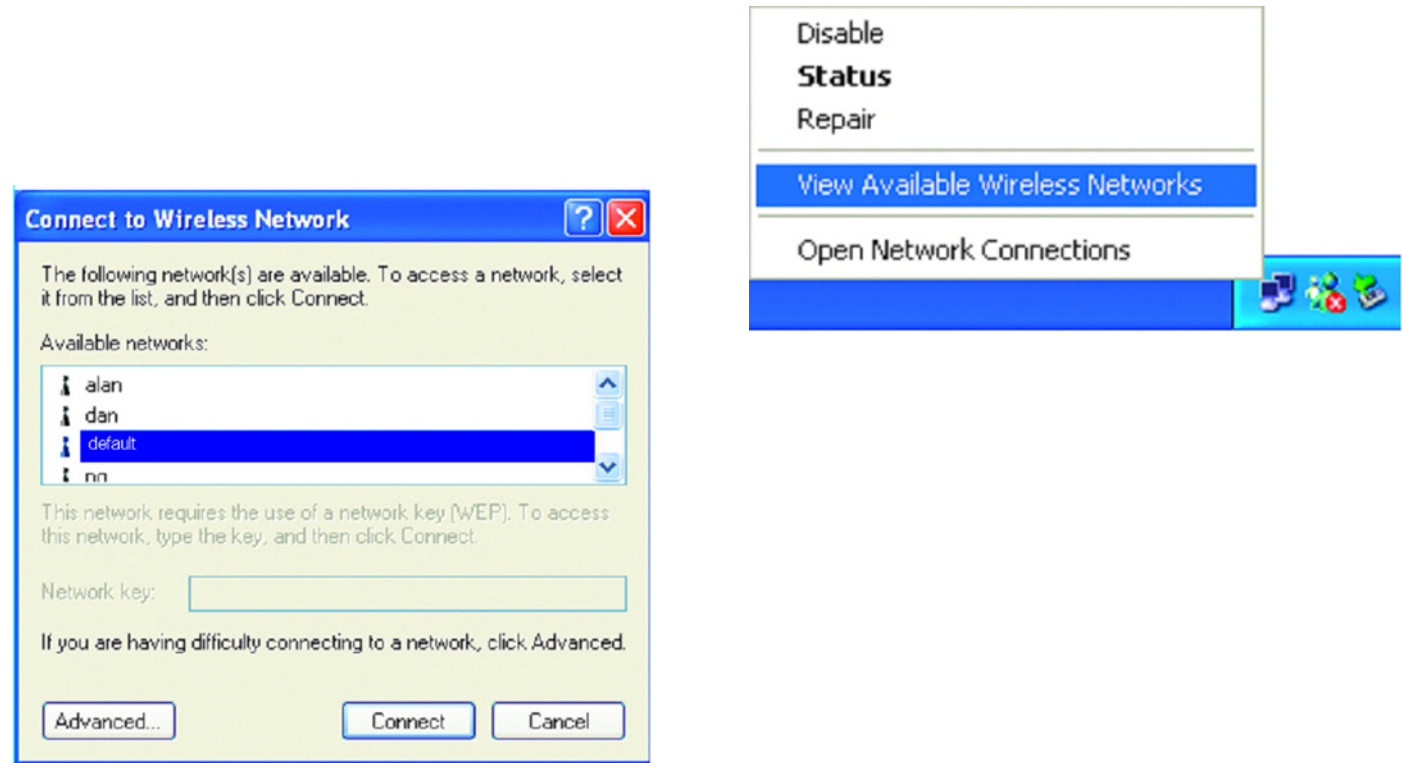 Disable
Status
Repair
View Available Wireless Networks
Open Network Connections
Connect to Wireless Network
The following network(s) are available. To access a network, select
it from the list, and then click Connect.
Available networks:
alan
dan
default
This network requires the use of a network key (WEP). To access
this network, type the key, and then click Connect.
Network key:
If you are having difficulty connecting to a network, click Advanced.
Advanced...
Connect
Cancel